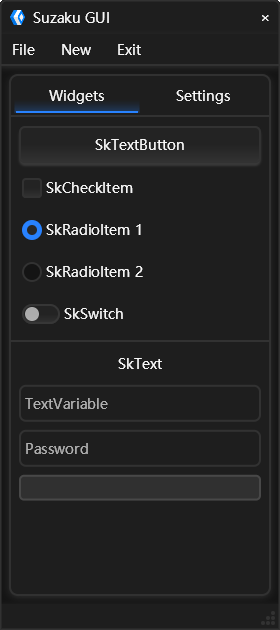 Suzaku GUI ×
File New Exit
Widgets Settings
SkTextButton
SkCheckItem
SkRadioItem 1
SkRadioItem 2
SkSwitch
SkText
TextVariable
Password